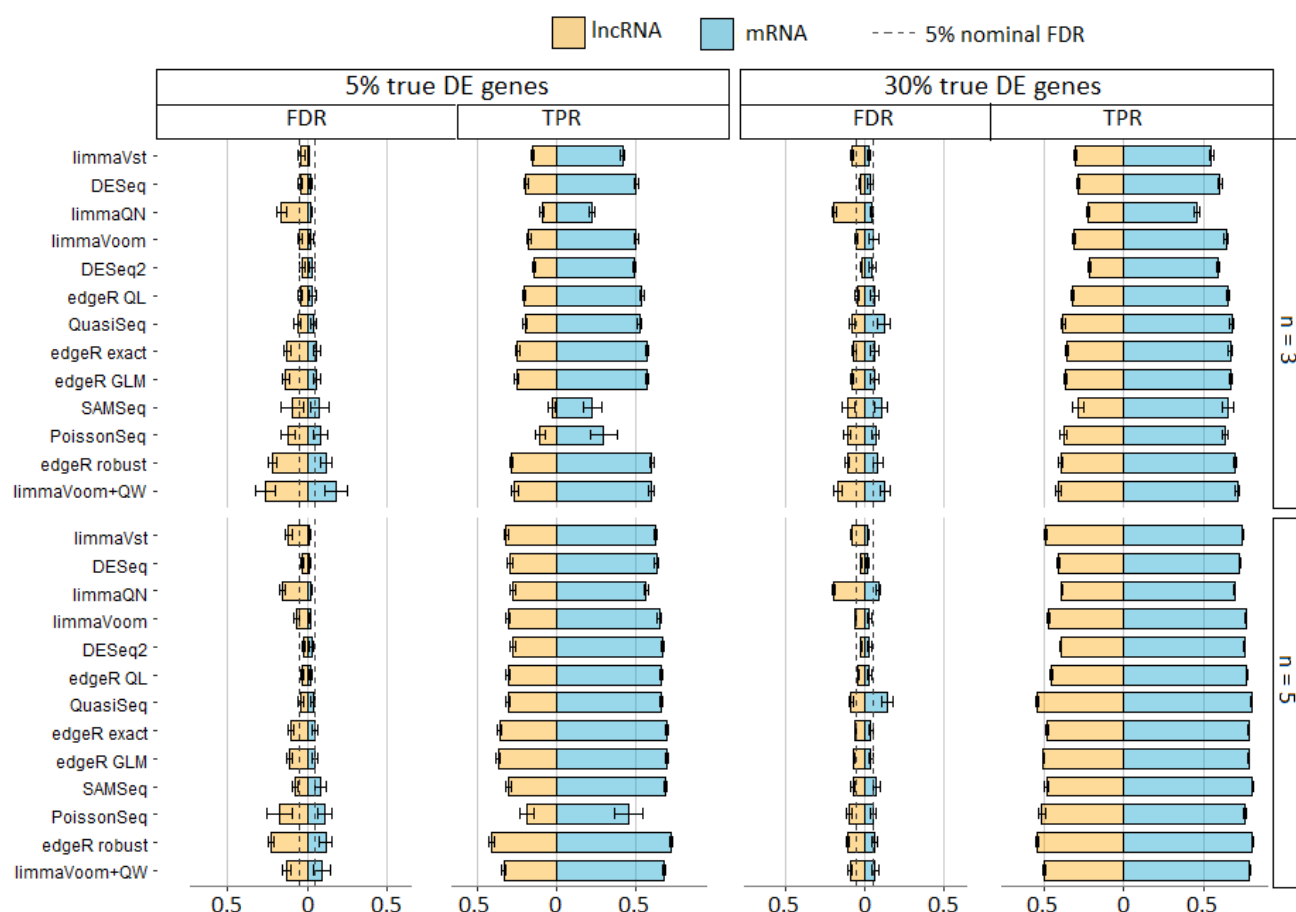 lncRNA mRNA 5% nominal FDR
5% true DE genes 30% true DE genes
FDR TPR FDR TPR
limmaVst
DESeq
limmaQN
limmaVoom
DESeq2
edgeR QL
QuasiSeq
edgeR exact
edgeR GLM
SAMSeq
PoissonSeq
edgeR robust
limmaVoom+QW
n = 3
limmaVst
DESeq
limmaQN
limmaVoom
DESeq2
edgeR QL
QuasiSeq
edgeR exact
edgeR GLM
SAMSeq
PoissonSeq
edgeR robust
limmaVoom+QW
n = 5
0.5 0 0.5 0.5 0 0.5 0.5 0 0.5 0.5 0 0.5